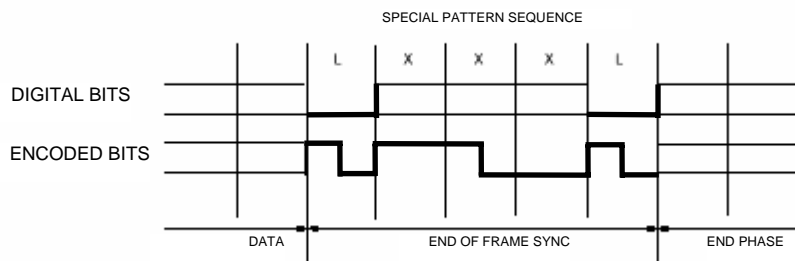 SPECIAL PATTERN SEQUENCE
L X X X L
DIGITAL BITS
ENCODED BITS
DATA END OF FRAME SYNC END PHASE